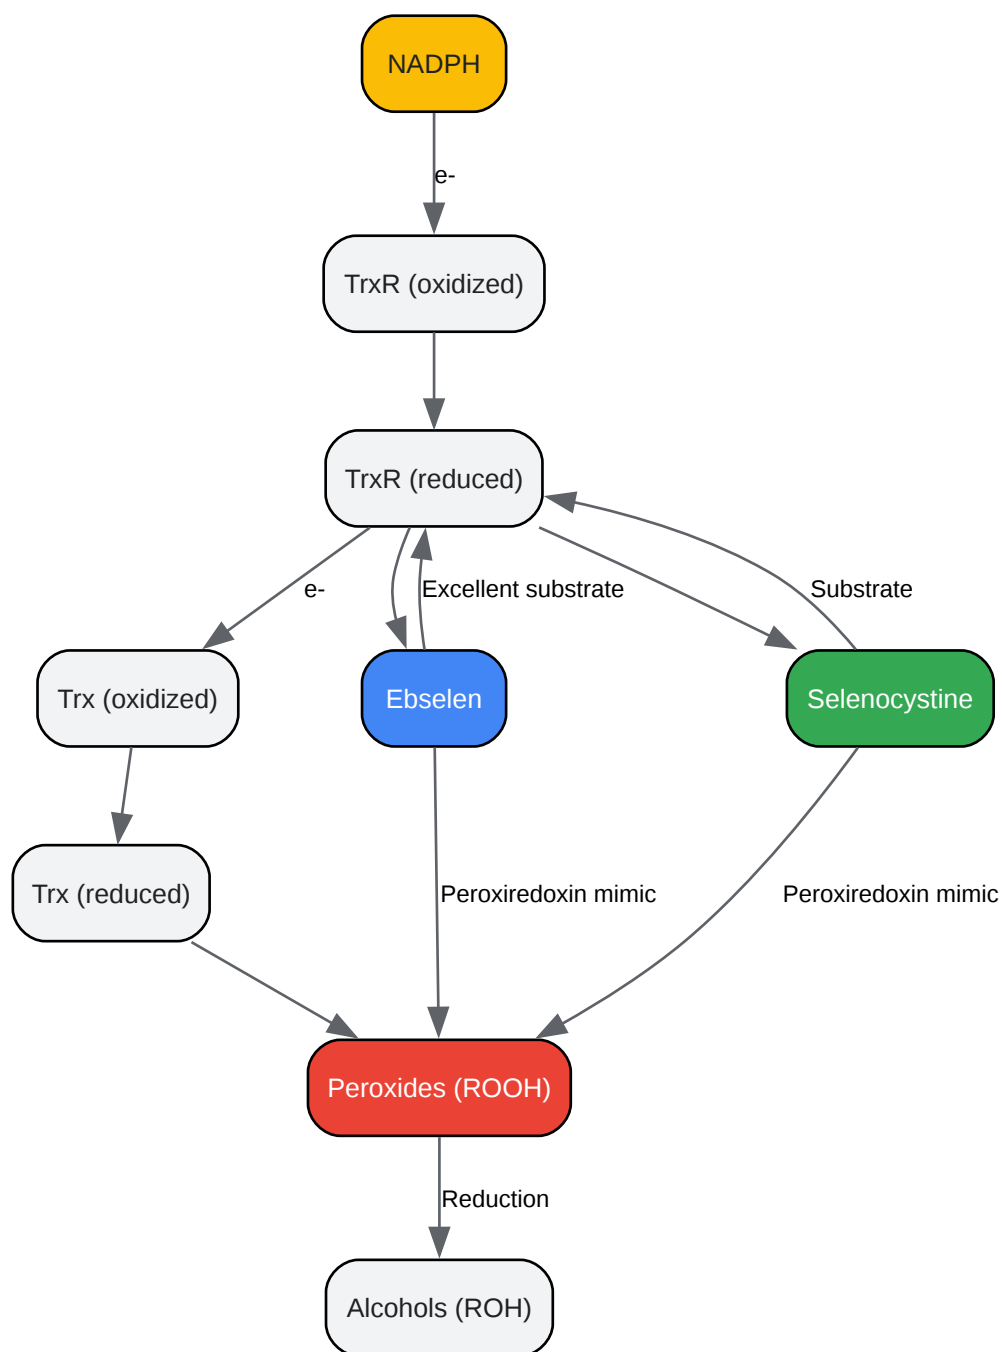 NADPH
e-
TrxR (oxidized)
TrxR (reduced)
e-
Excellent substrate
Substrate
Trx (oxidized)
Ebselen
Selenocystine
Trx (reduced)
Peroxiredoxin mimic
Peroxiredoxin mimic
Peroxides (ROOH)
Reduction
Alcohols (ROH)